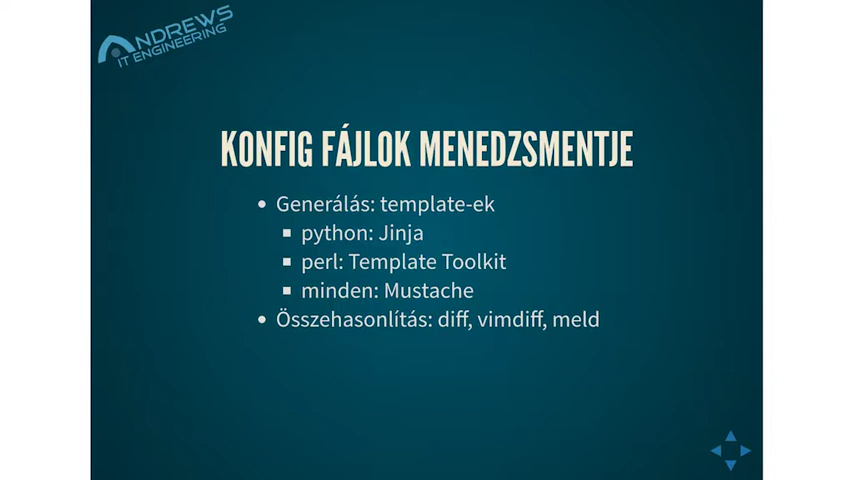 ANDREWS
IT ENGINEERING
KONFIG FÁJLOK MENEDZSMENTJE
Generálás: template-ek
python: Jinja
perl: Template Toolkit
minden: Mustache
Összehasonlítás: diff, vimdiff, meld